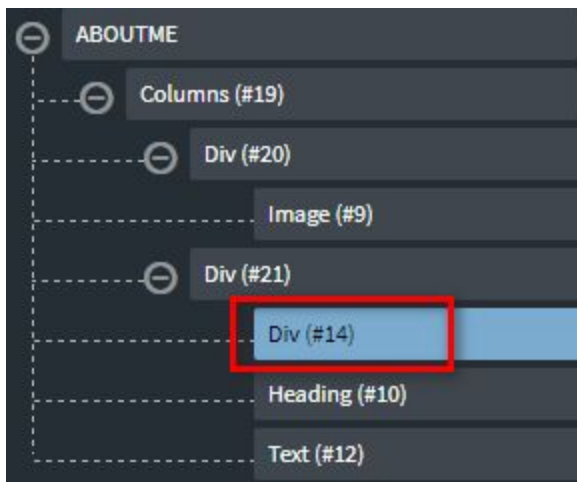 ABOUTME
Columns (#19)
Div (#20)
Image (#9)
Div (#21)
Div (#14)
Heading (#10)
Text (#12)